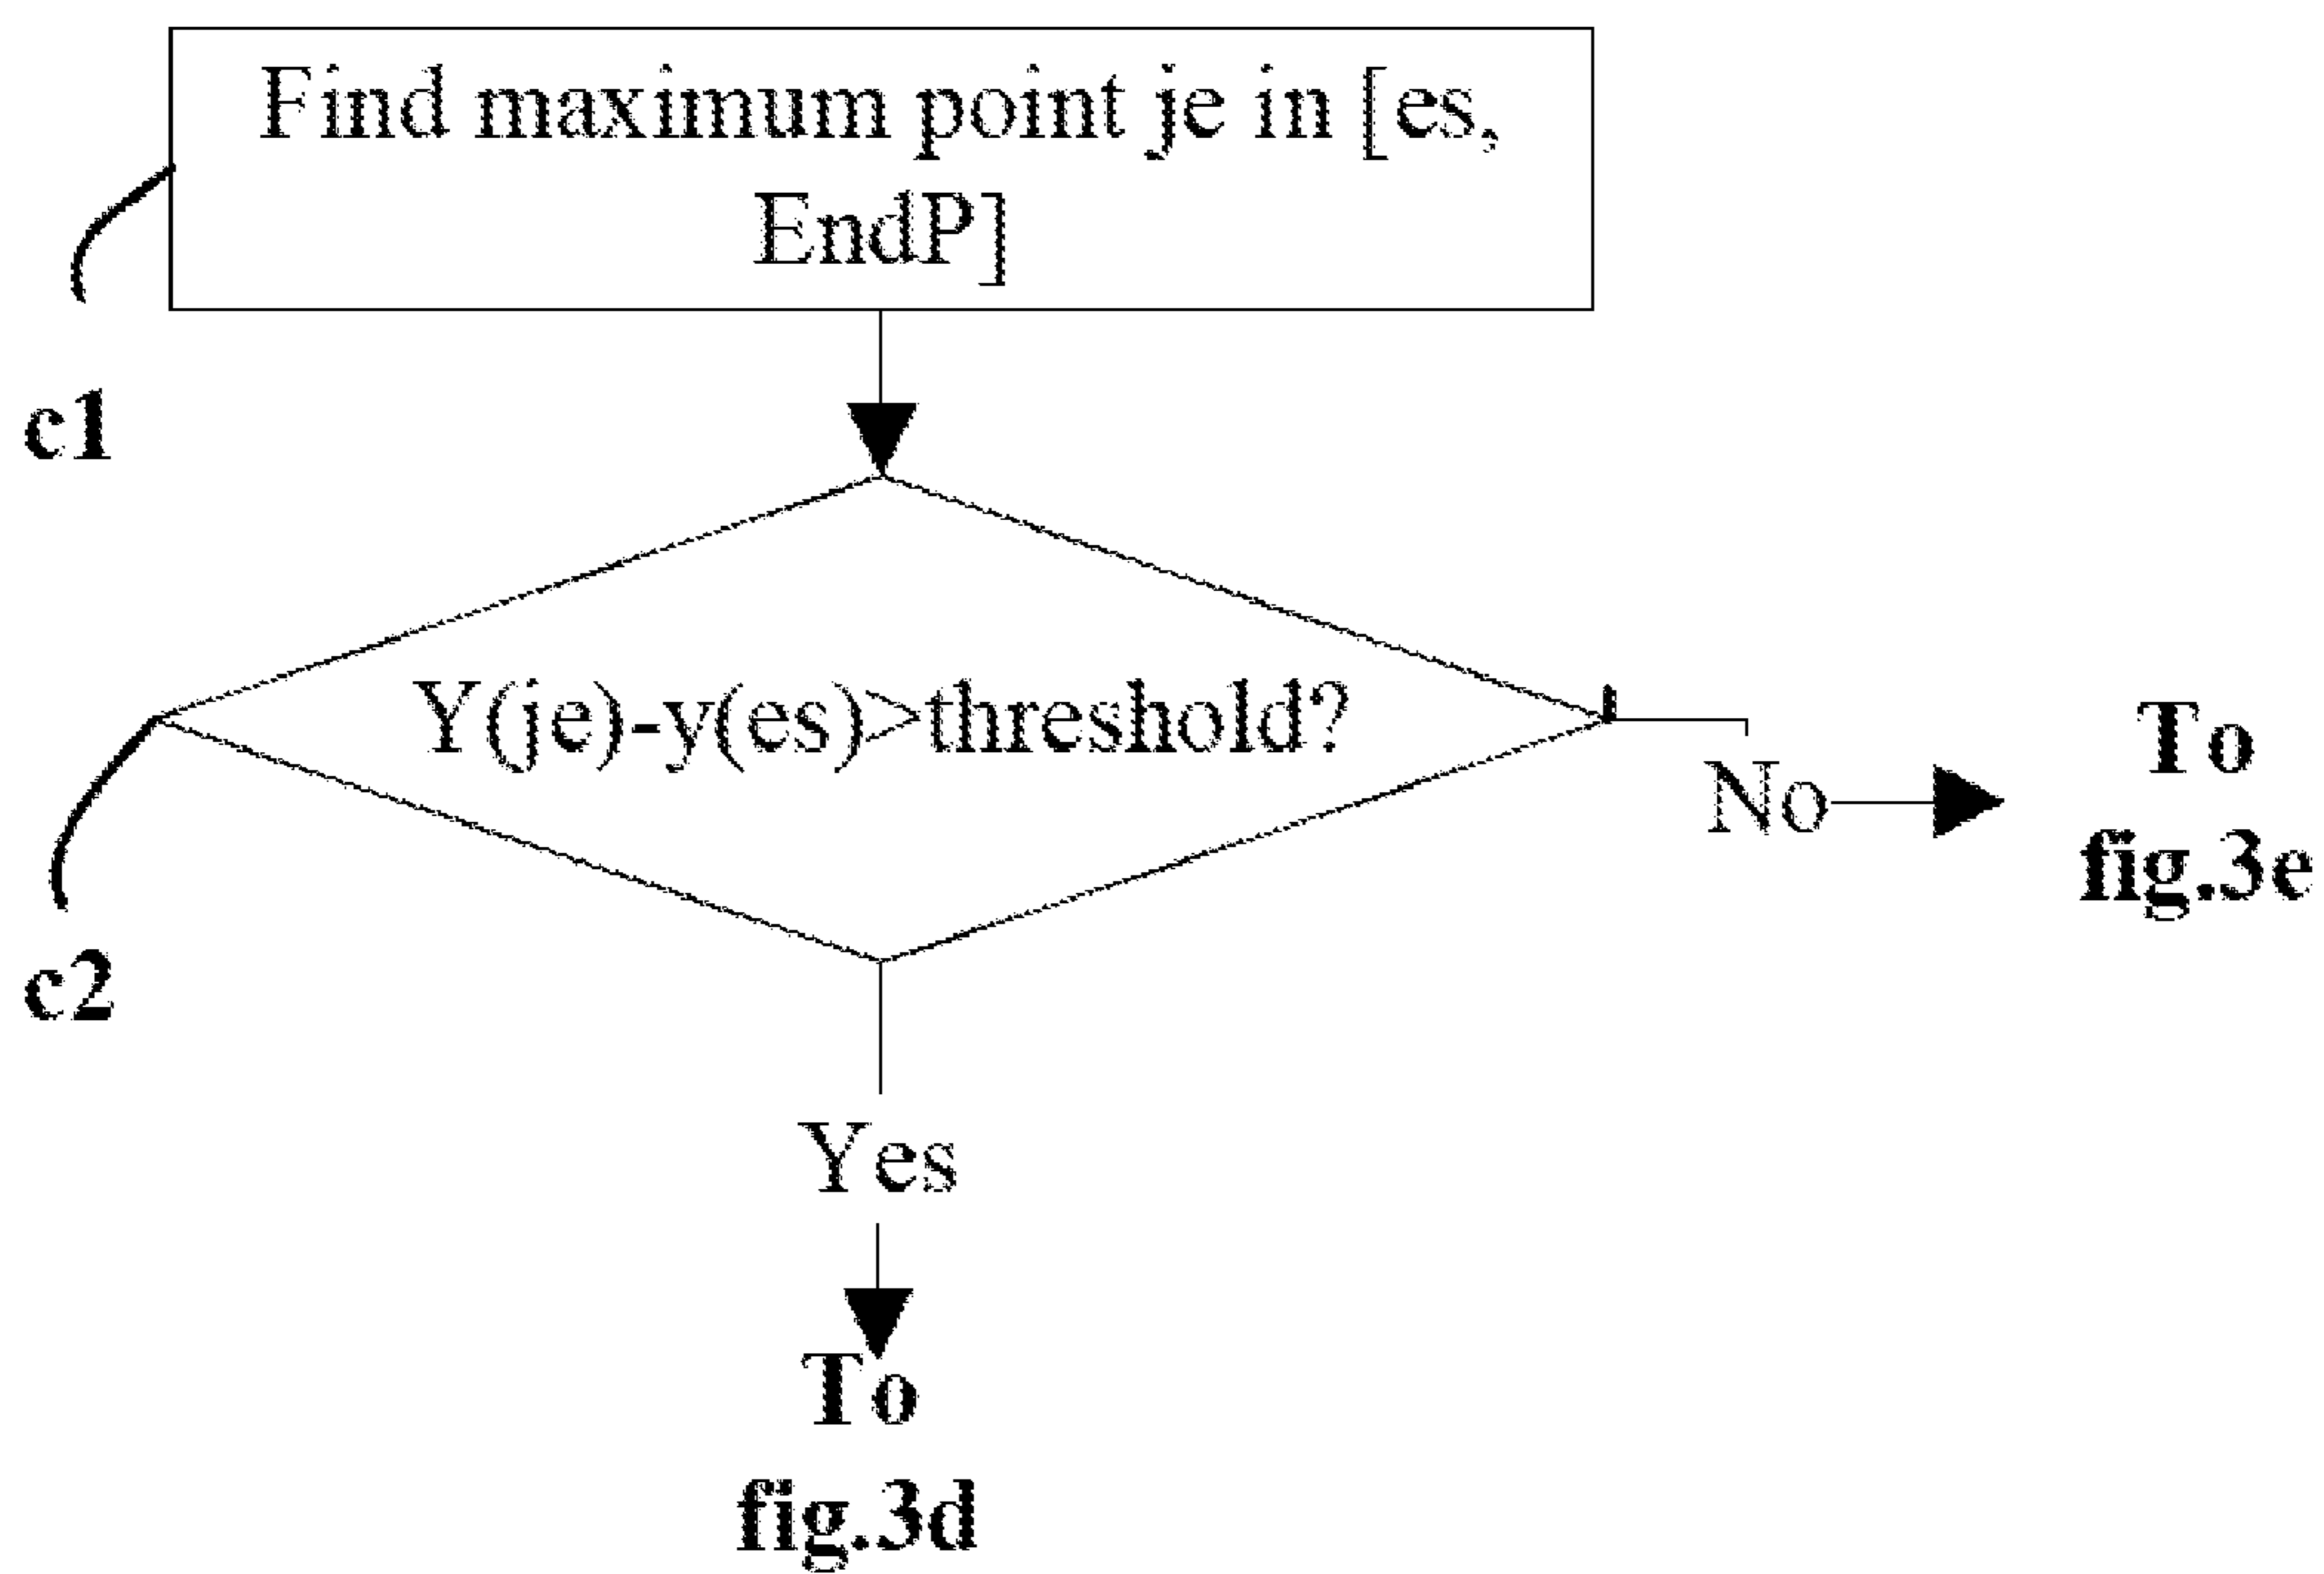 Find maximum point je in [es,
EndP]
c1
Y(je)-y(es)>threshold?
No
To
fig.3e
c2
Yes
To
fig.3d